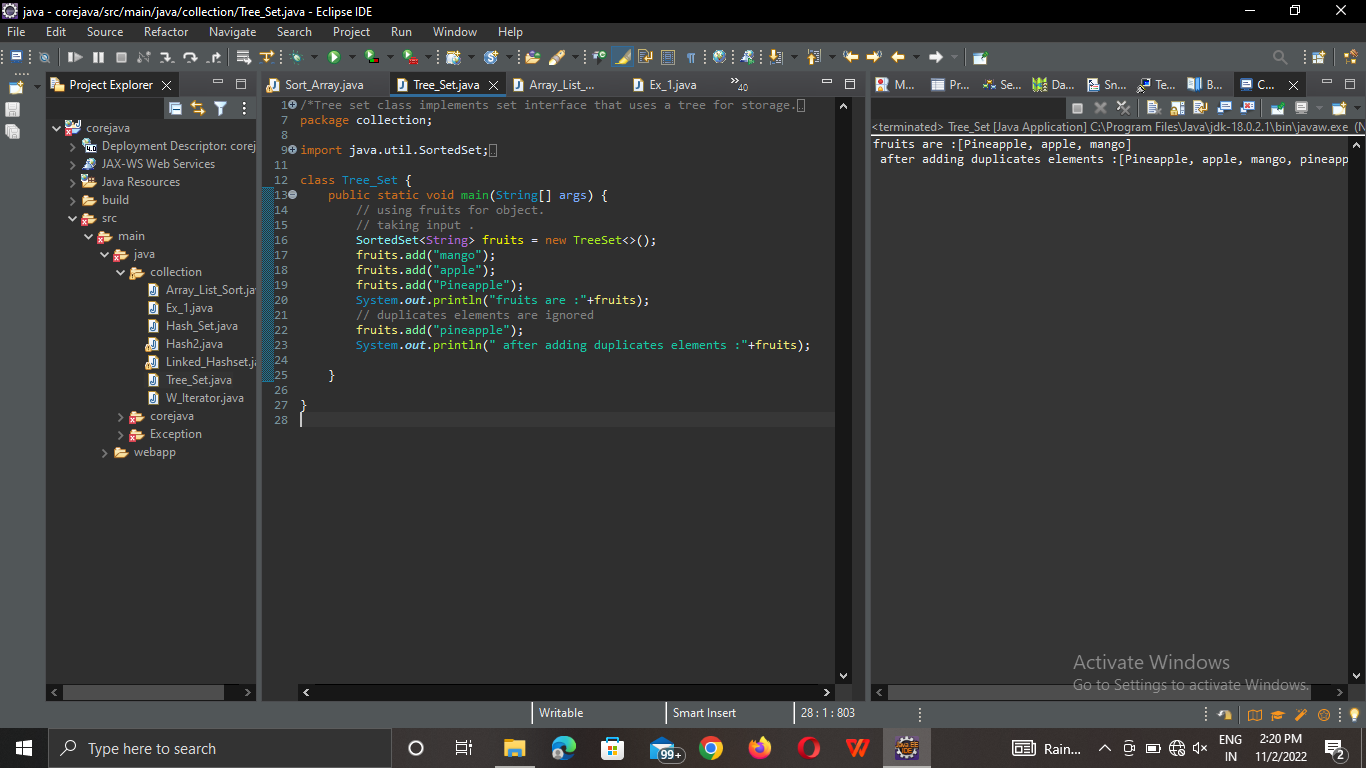 java - corejava/src/main/java/collection/Tree_Set.java - Eclipse IDE
File Edit Source Refactor Navigate Search Project Run Window Help
Project Explorer
Sort_Array.java Tree_Set.java Array_List_... Ex_1.java »40
M... Pr... Se... Da... Sn... Te... B... C...
corejava
Deployment Descriptor: corej
JAX-WS Web Services
Java Resources
build
src
main
java
collection
Array_List_Sort.ja
Ex_1.java
Hash_Set.java
Hash2.java
Linked_Hashset.j
Tree_Set.java
W_Iterator.java
corejava
Exception
webapp
1 /*Tree set class implements set interface that uses a tree for storage.
7 package collection;
8
9 import java.util.SortedSet;
11
12 class Tree_Set {
13 public static void main(String[] args) {
14 // using fruits for object.
15 // taking input .
16 SortedSet<String> fruits = new TreeSet<>();
17 fruits.add("mango");
18 fruits.add("apple");
19 fruits.add("Pineapple");
20 System.out.println("fruits are :"+fruits);
21 // duplicates elements are ignored
22 fruits.add("pineapple");
23 System.out.println(" after adding duplicates elements :"+fruits);
24
25 }
26
27 }
28
<terminated> Tree_Set [Java Application] C:\Program Files\Java\jdk-18.0.2.1\bin\javaw.exe (N
fruits are :[Pineapple, apple, mango]
after adding duplicates elements :[Pineapple, apple, mango, pineapp
Activate Windows
Go to Settings to activate Windows.
Writable Smart Insert 28 : 1 : 803
Type here to search
99+
JAVA EE IDE
Rain...
ENG
IN
2:20 PM
11/2/2022
2